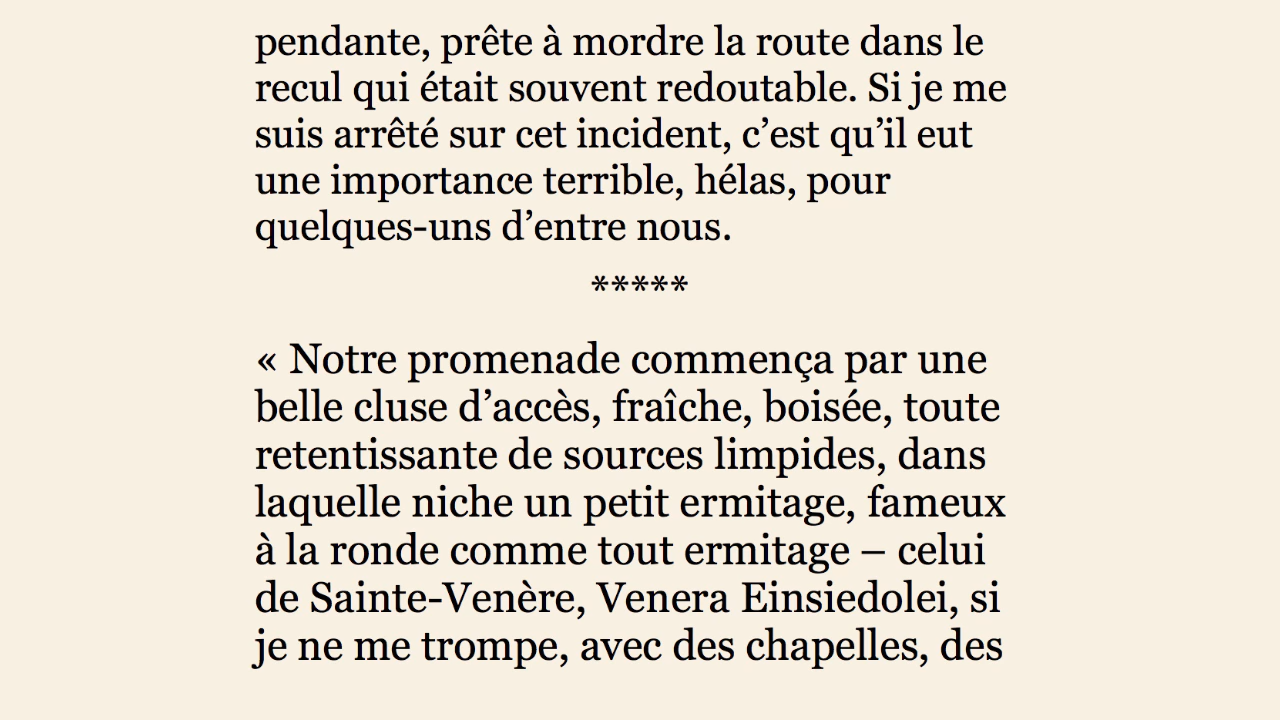 pendante, prête à mordre la route dans le
recul qui était souvent redoutable. Si je me
suis arrêté sur cet incident, c’est qu’il eut
une importance terrible, hélas, pour
quelques-uns d’entre nous.
*****
« Notre promenade commença par une
belle cluse d’accès, fraîche, boisée, toute
retentissante de sources limpides, dans
laquelle niche un petit ermitage, fameux
à la ronde comme tout ermitage – celui
de Sainte-Venère, Venera Einsiedolei, si
je ne me trompe, avec des chapelles, des